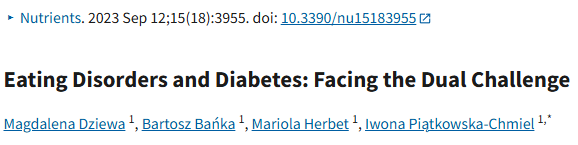 Nutrients. 2023 Sep 12;15(18):3955. doi: 10.3390/nu15183955
Eating Disorders and Diabetes: Facing the Dual Challenge
Magdalena Dziewa 1, Bartosz Bańka 1, Mariola Herbet 1, Iwona Piątkowska-Chmiel 1,*